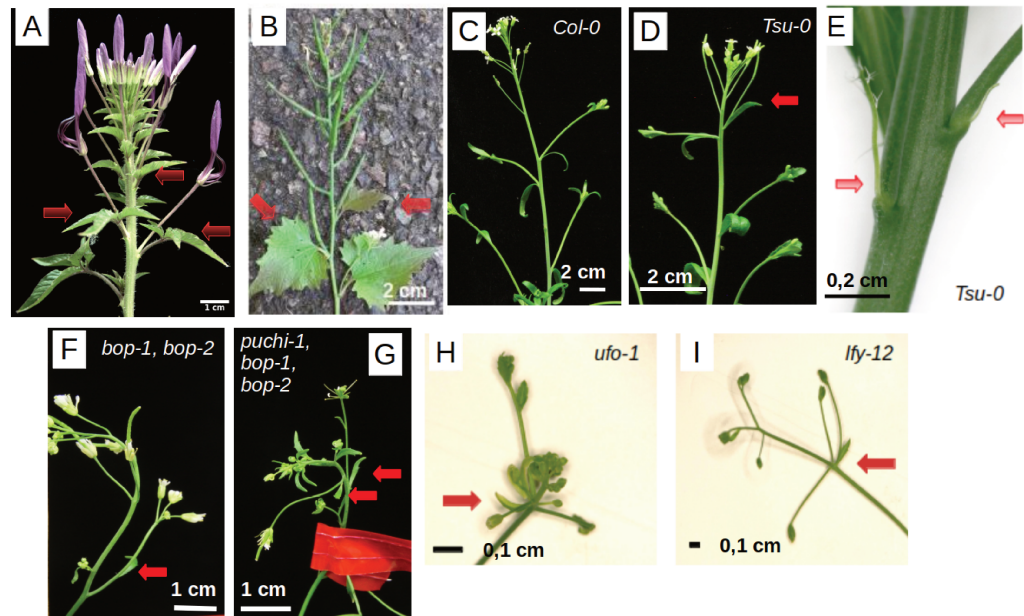 A
1 cm
B
2 cm
C
Col-0
2 cm
D
Tsu-0
2 cm
E
0,2 cm
Tsu-0
F
bop-1, bop-2
1 cm
puchi-1,
bop-1,
bop-2
G
1 cm
H
ufo-1
0,1 cm
I
lfy-12
0,1 cm